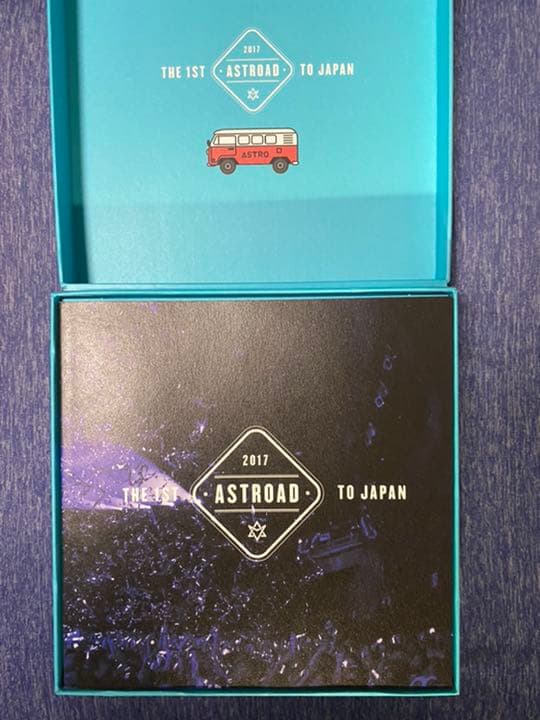 2017
THE 1ST · ASTROAD · TO JAPAN
ASTRO
2017
THE 1ST · ASTROAD · TO JAPAN